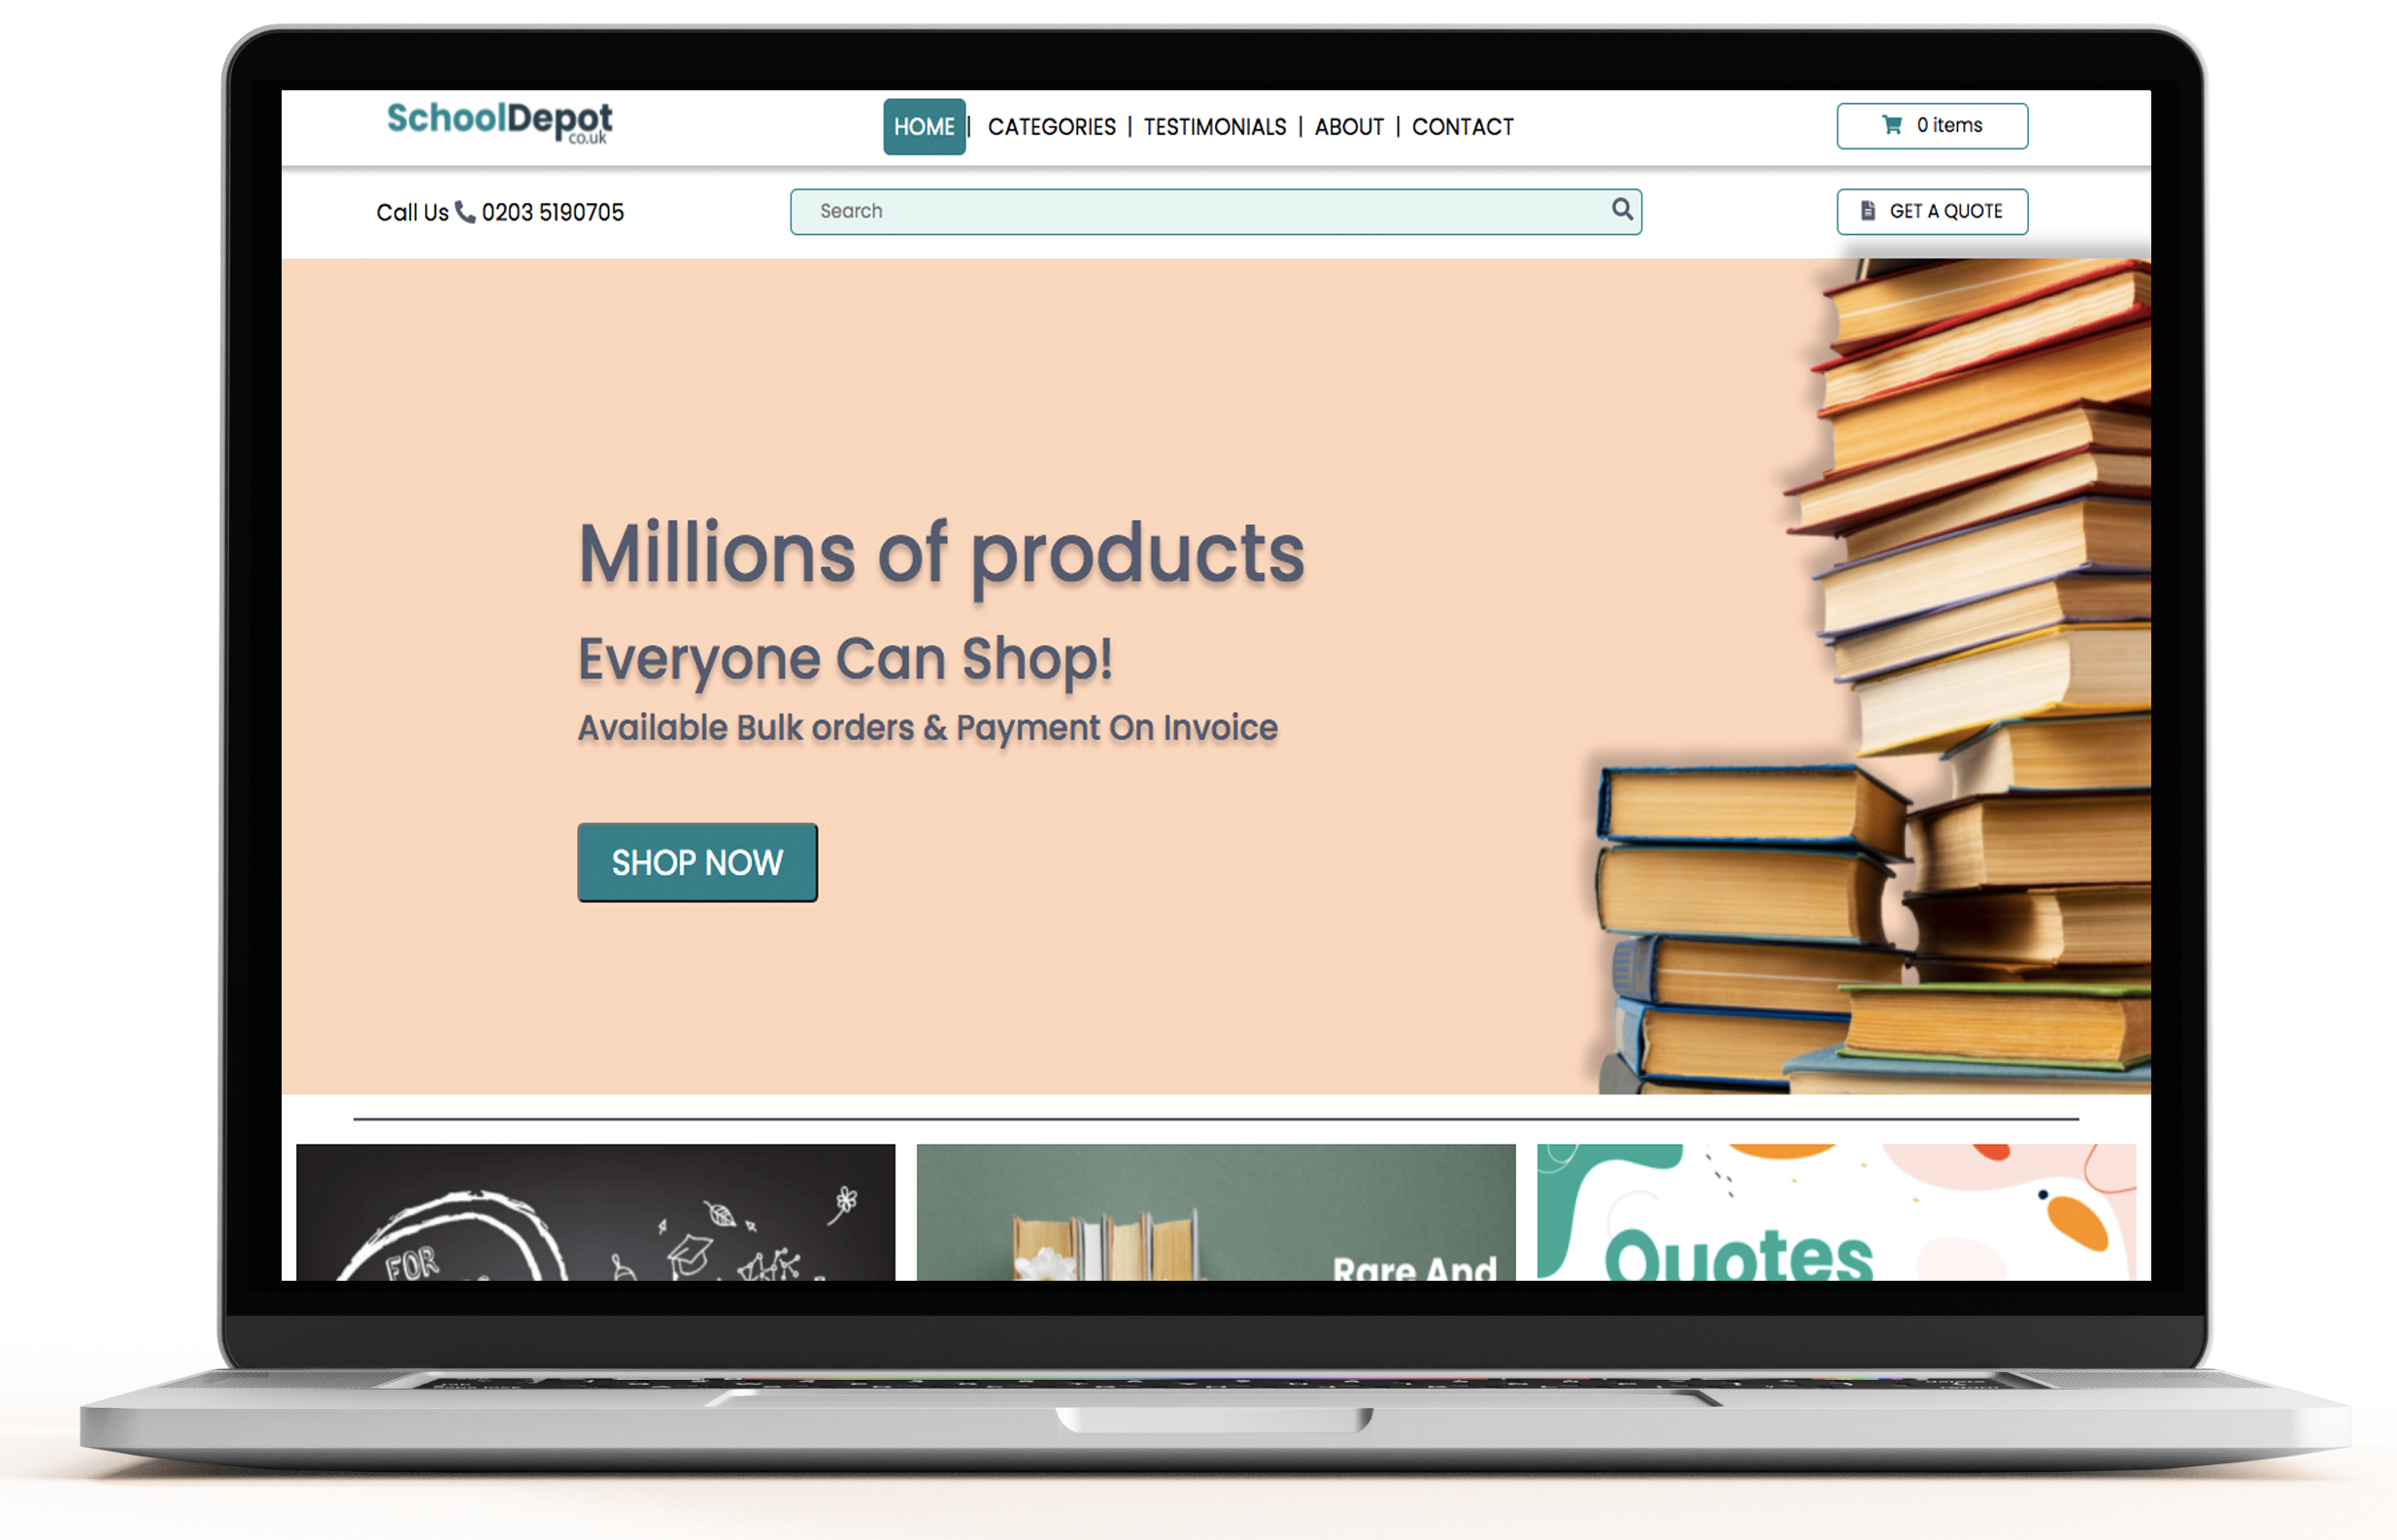 SchoolDepot
co.uk
HOME | CATEGORIES | TESTIMONIALS | ABOUT | CONTACT
0 items
Call Us 0203 5190705
Search
GET A QUOTE
Millions of products
Everyone Can Shop!
Available Bulk orders & Payment On Invoice
SHOP NOW
FOR
Rare And
Quotes